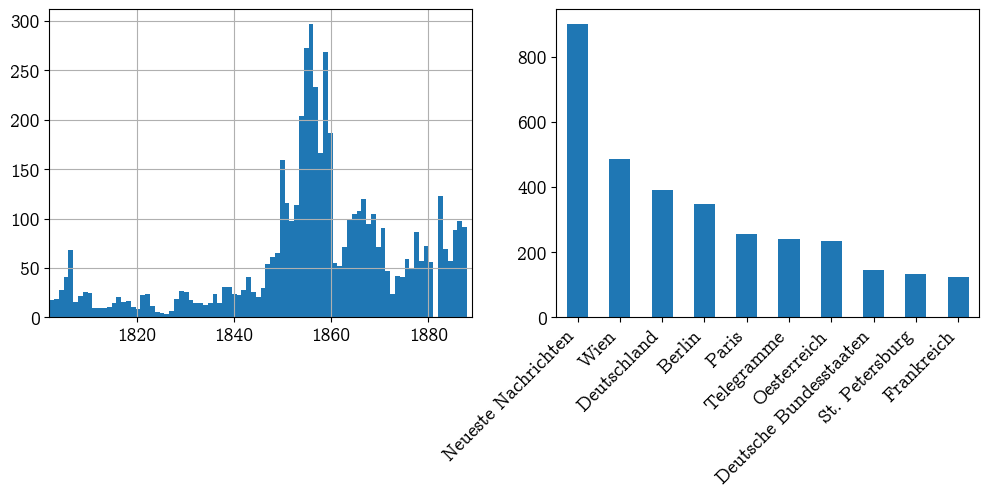 300
250
200
150
100
50
0
1820 1840 1860 1880
800
600
400
200
0
Neueste Nachrichten
Wien
Deutschland
Berlin
Paris
Telegramme
Oesterreich
Deutsche Bundesstaaten
St. Petersburg
Frankreich